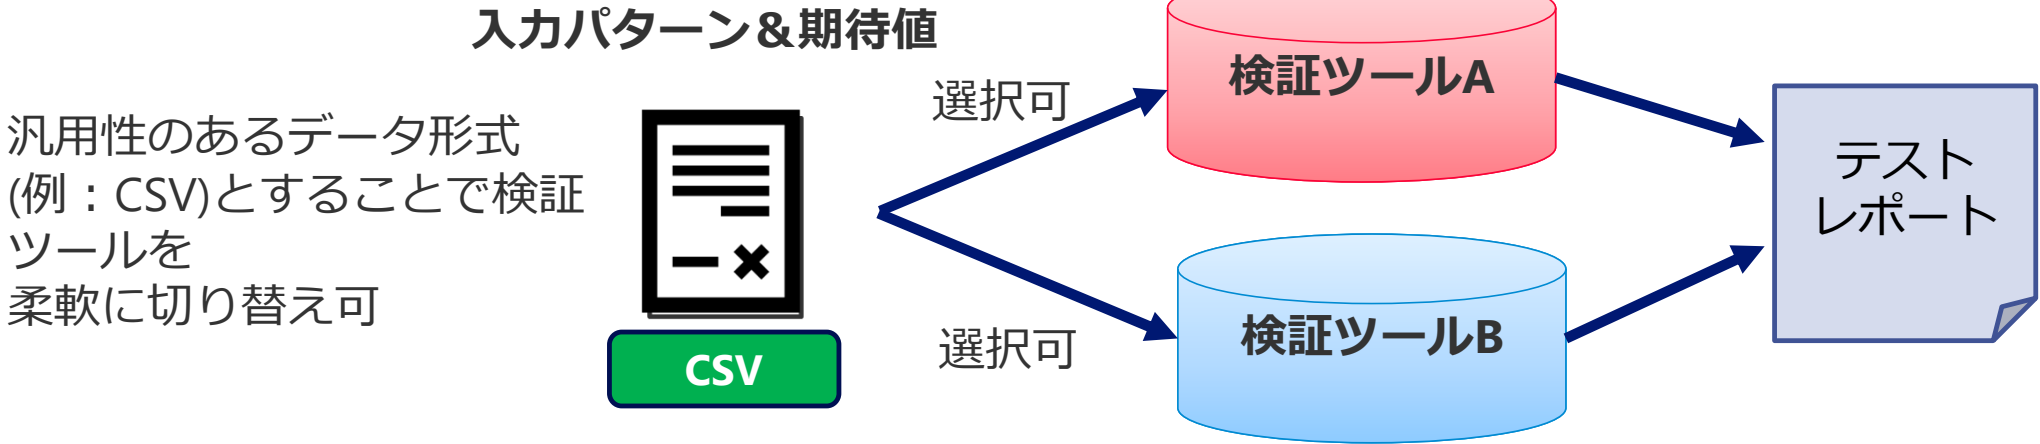 入力パターン＆期待値
汎用性のあるデータ形式
(例：CSV)とすることで検証
ツールを
柔軟に切り替え可
CSV
選択可
選択可
検証ツールA
検証ツールB
テスト
レポート